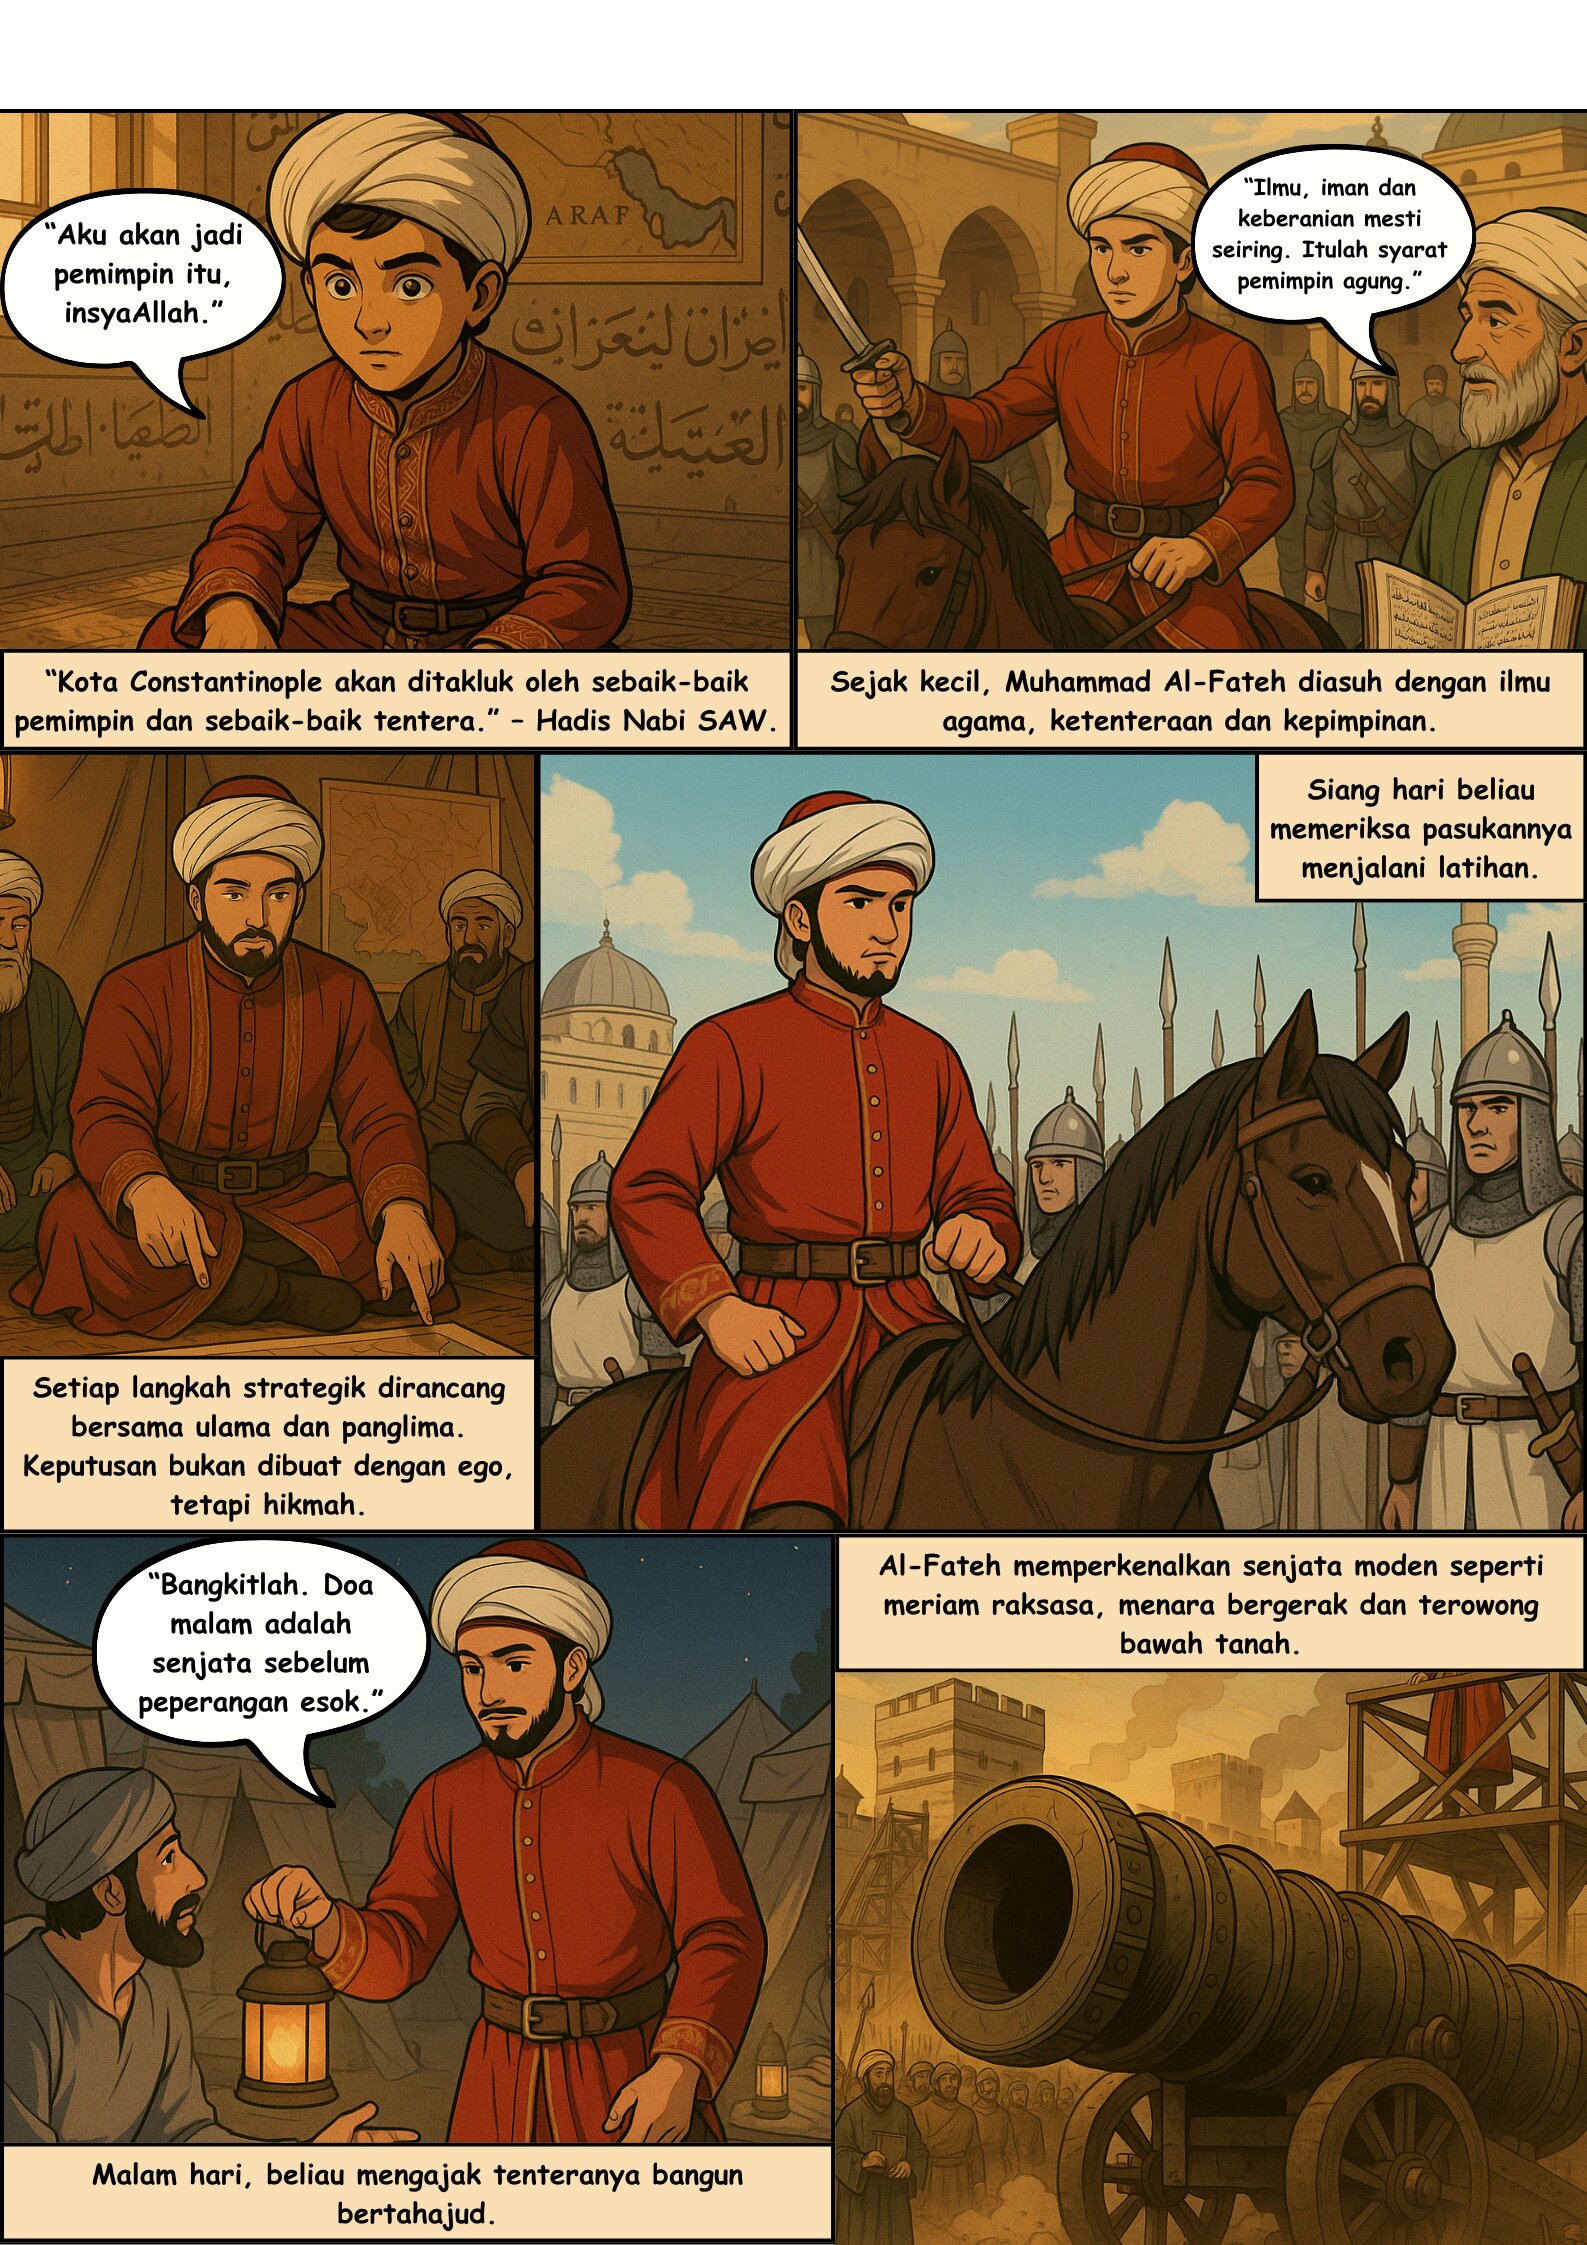 “Aku akan jadi
pemimpin itu,
insyaAllah.”
ARAF
“Kota Constantinople akan ditakluk oleh sebaik-baik
pemimpin dan sebaik-baik tentera.” – Hadis Nabi SAW.
“Ilmu, iman dan
keberanian mesti
seiring. Itulah syarat
pemimpin agung.”
Sejak kecil, Muhammad Al-Fateh diasuh dengan ilmu
agama, ketenteraan dan kepimpinan.
Setiap langkah strategik dirancang
bersama ulama dan panglima.
Keputusan bukan dibuat dengan ego,
tetapi hikmah.
Siang hari beliau
memeriksa pasukannya
menjalani latihan.
“Bangkitlah. Doa
malam adalah
senjata sebelum
peperangan esok.”
Malam hari, beliau mengajak tenteranya bangun
bertahajud.
Al-Fateh memperkenalkan senjata moden seperti
meriam raksasa, menara bergerak dan terowong
bawah tanah.